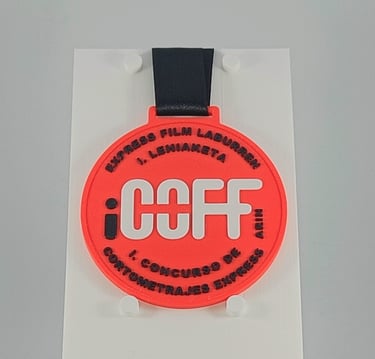 EXPRESS FILM LABURREN
I. LEHIAKETA
iCOFF
ARIN
I. CONCURSO DE
CORTOMETRAJES EXPRESS